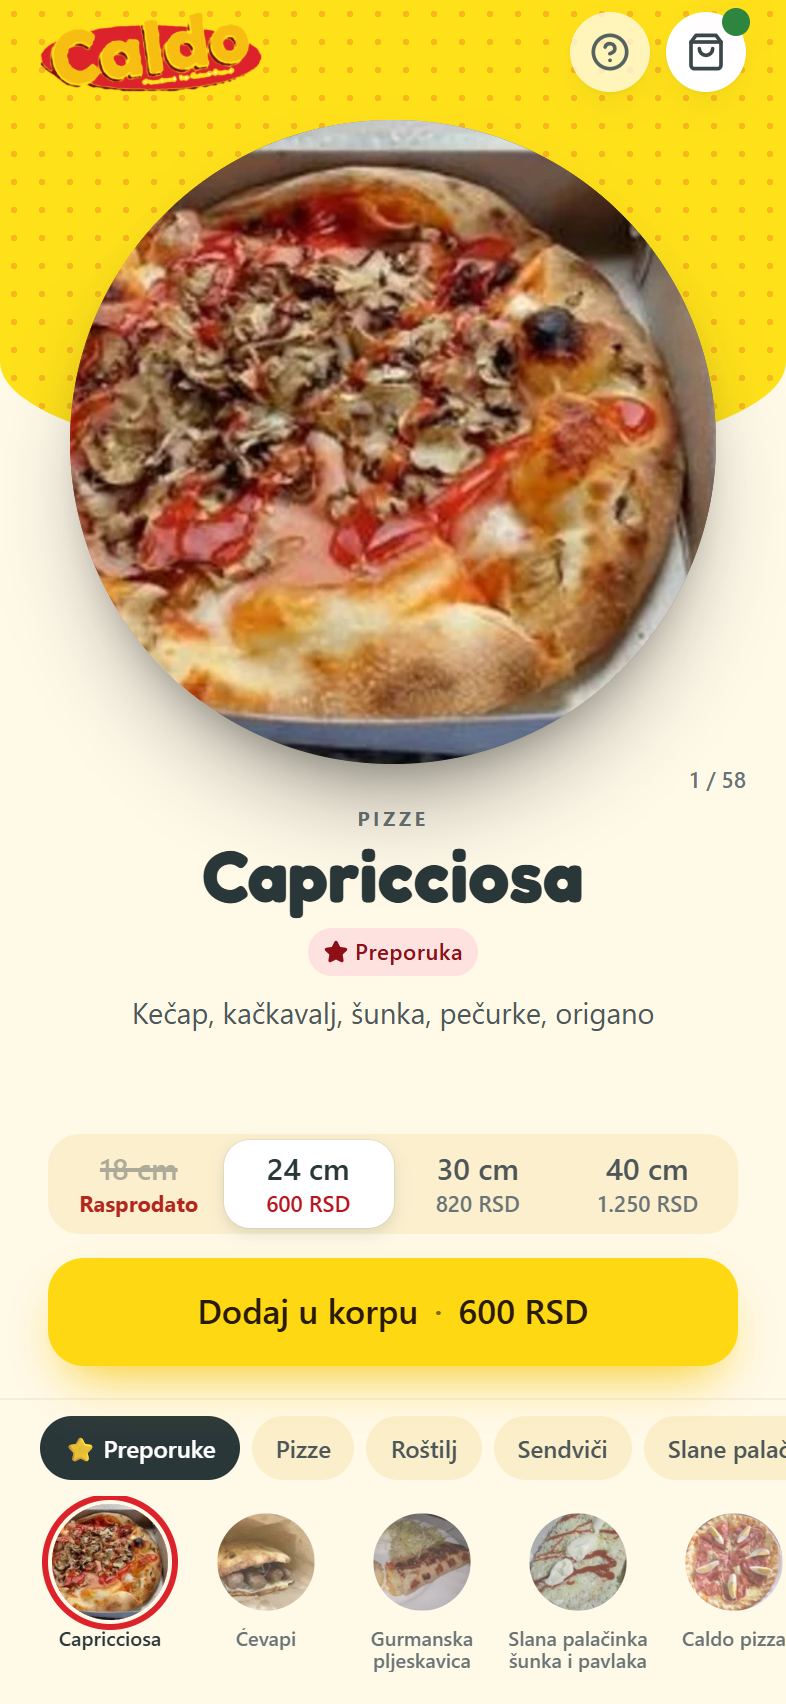 Caldo
1 / 58
PIZZE
Capricciosa
Preporuka
Kečap, kačkavalj, šunka, pečurke, origano
18 cm 24 cm 30 cm 40 cm
Rasprodato 600 RSD 820 RSD 1.250 RSD
Dodaj u korpu · 600 RSD
Preporuke Pizze Roštilj Sendviči Slane palač
Capricciosa Ćevapi Gurmanska Slana palačinka Caldo pizza
pljeskavica šunka i pavlaka